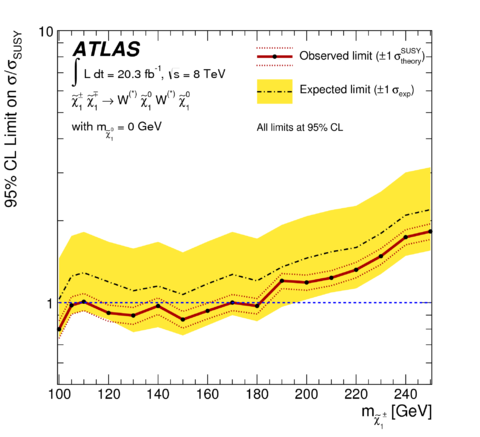 10
ATLAS
∫ L dt = 20.3 fb⁻¹, √s = 8 TeV
χ̃₁± χ̃₁∓ → W⁽*⁾ χ̃₁⁰ W⁽*⁾ χ̃₁⁰
with m_χ̃₁⁰ = 0 GeV
Observed limit (±1 σ_theory^SUSY)
Expected limit (±1 σ_exp)
All limits at 95% CL
95% CL Limit on σ/σ_SUSY
1
100 120 140 160 180 200 220 240
m_χ̃₁± [GeV]